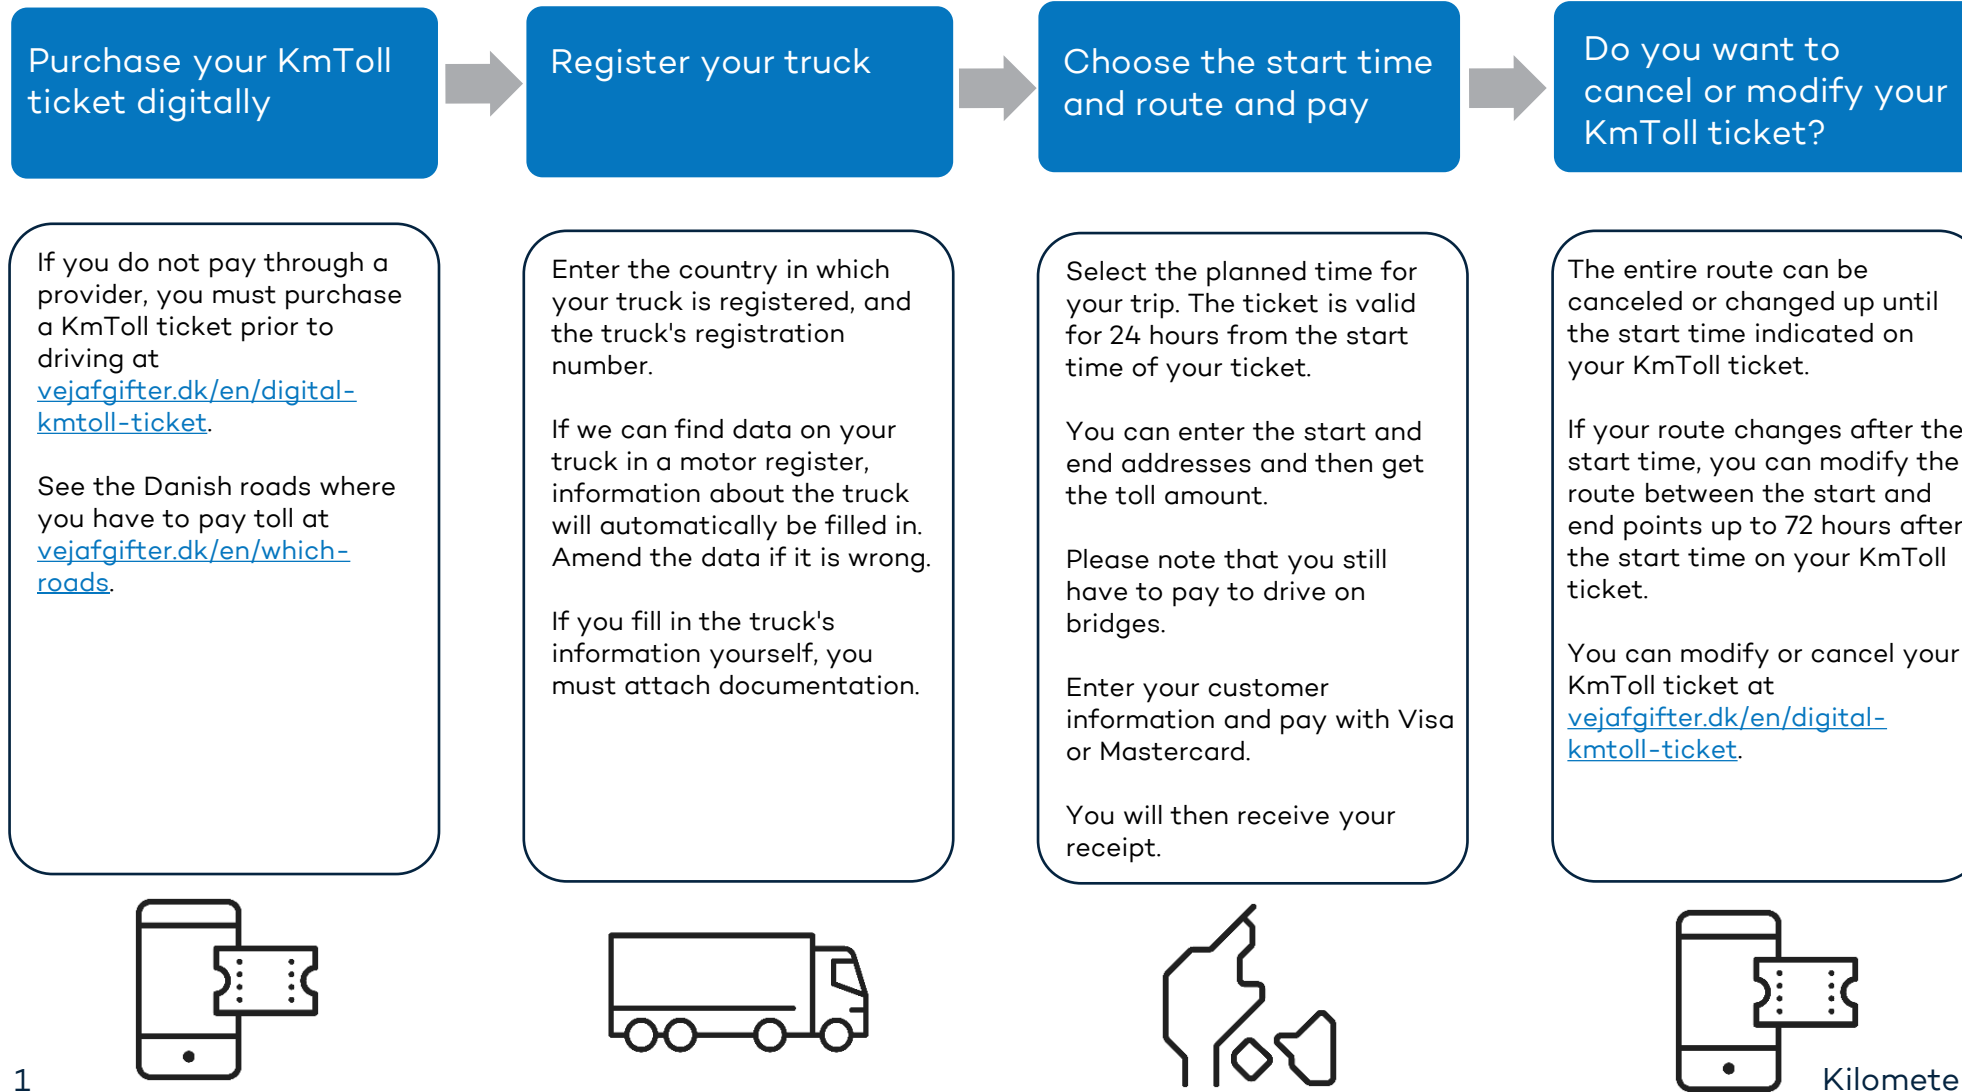 Purchase your KmToll
ticket digitally
Register your truck
Choose the start time
and route and pay
Do you want to
cancel or modify your
KmToll ticket?
If you do not pay through a
provider, you must purchase
a KmToll ticket prior to
driving at
vejafgifter.dk/en/digital-
kmtoll-ticket.
See the Danish roads where
you have to pay toll at
vejafgifter.dk/en/which-
roads.
Enter the country in which
your truck is registered, and
the truck's registration
number.
If we can find data on your
truck in a motor register,
information about the truck
will automatically be filled in.
Amend the data if it is wrong.
If you fill in the truck's
information yourself, you
must attach documentation.
Select the planned time for
your trip. The ticket is valid
for 24 hours from the start
time of your ticket.
You can enter the start and
end addresses and then get
the toll amount.
Please note that you still
have to pay to drive on
bridges.
Enter your customer
information and pay with Visa
or Mastercard.
You will then receive your
receipt.
The entire route can be
canceled or changed up until
the start time indicated on
your KmToll ticket.
If your route changes after the
start time, you can modify the
route between the start and
end points up to 72 hours after
the start time on your KmToll
ticket.
You can modify or cancel your
KmToll ticket at
vejafgifter.dk/en/digital-
kmtoll-ticket.
1
Kilomete